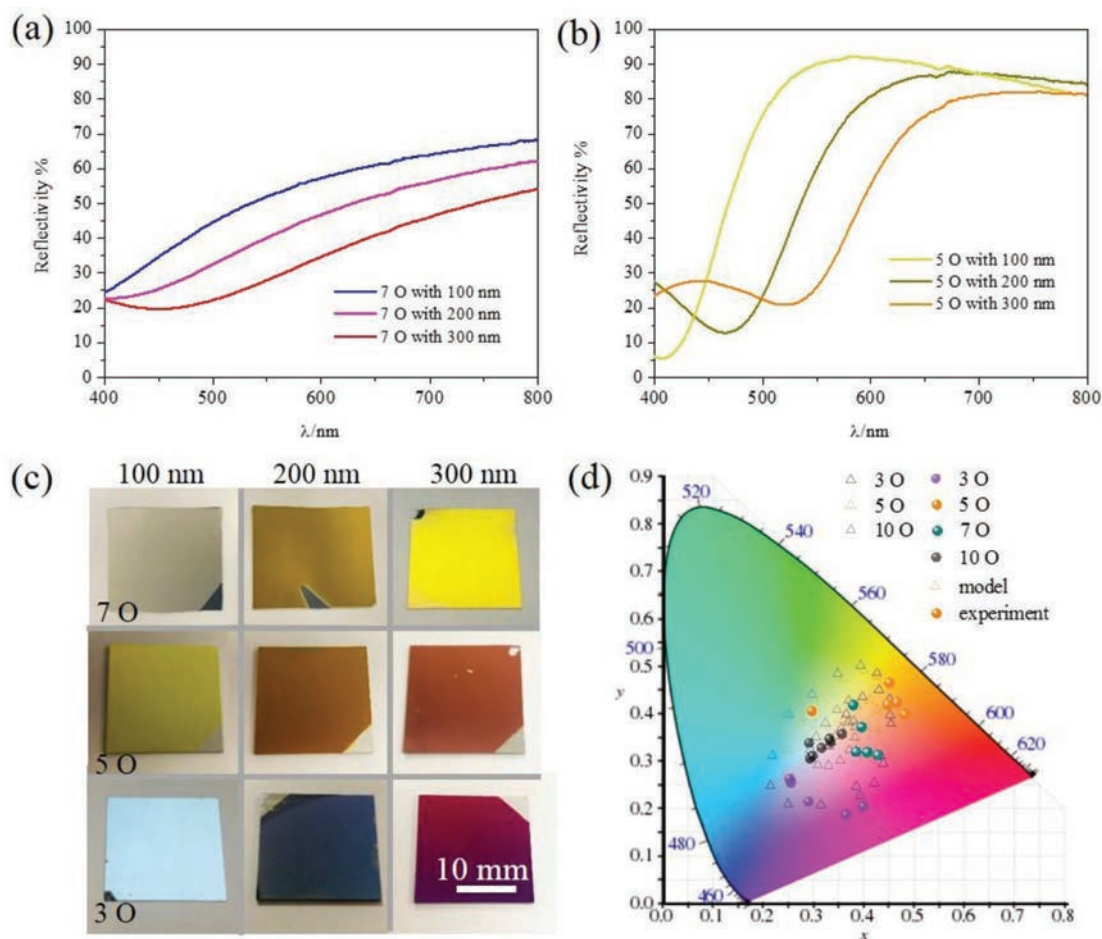 (a)
100
90
80
70
60
50
40
30
20
10
0
Reflectivity %
400 500 600 700 800
λ/nm
7 O with 100 nm
7 O with 200 nm
7 O with 300 nm
(b)
100
90
80
70
60
50
40
30
20
10
0
Reflectivity %
400 500 600 700 800
λ/nm
5 O with 100 nm
5 O with 200 nm
5 O with 300 nm
(c)
100 nm 200 nm 300 nm
7 O
5 O
3 O
10 mm
(d)
0.9
0.8
0.7
0.6
0.5
0.4
0.3
0.2
0.1
0.0
y
0.0 0.1 0.2 0.3 0.4 0.5 0.6 0.7 0.8
x
520
540
560
580
600
620
500
480
460
3 O 3 O
5 O 5 O
10 O 7 O
10 O
model
experiment